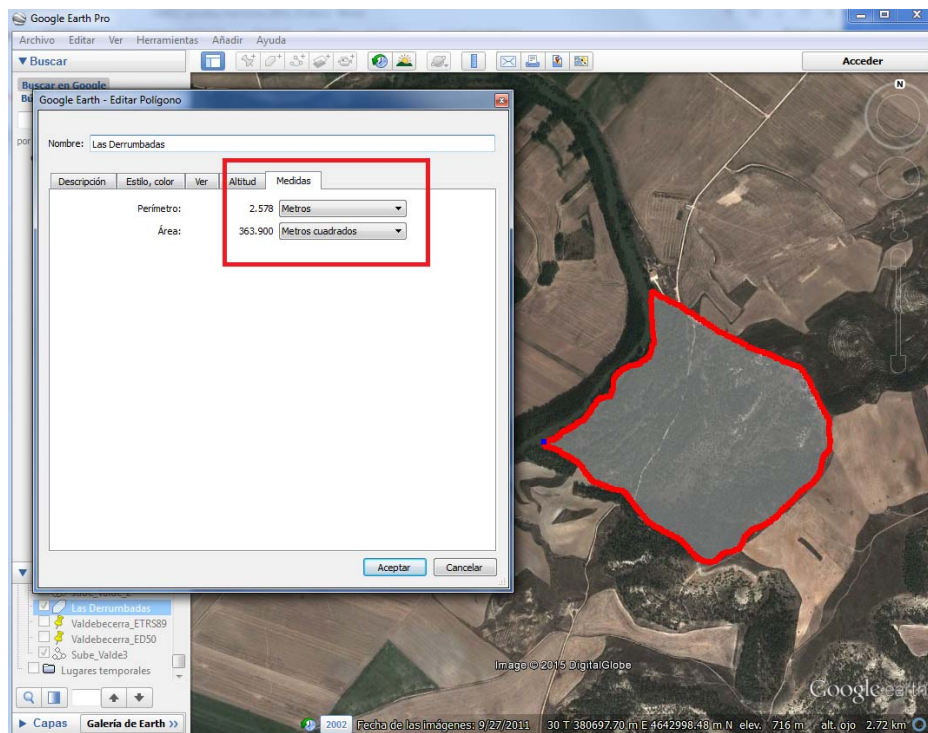 Google Earth Pro
Archivo Editar Ver Herramientas Añadir Ayuda
Buscar
Acceder
Buscar en Google
Google Earth - Editar Polígono
N
Nombre: Las Derrumbadas
por
Descripción Estilo, color Ver Altitud Medidas
Perímetro: 2.578 Metros
Área: 363.900 Metros cuadrados
Aceptar Cancelar
Sube_Valde_2
Las Derrumbadas
Valdebecerra_ETRS89
Valdebecerra_ED50
Sube_Valde3
Lugares temporales
Image © 2015 DigitalGlobe
Google earth
Capas Galería de Earth >>
2002 Fecha de las imágenes: 9/27/2011 30 T 380697.70 m E 4642998.48 m N elev. 716 m alt. ojo 2.72 km